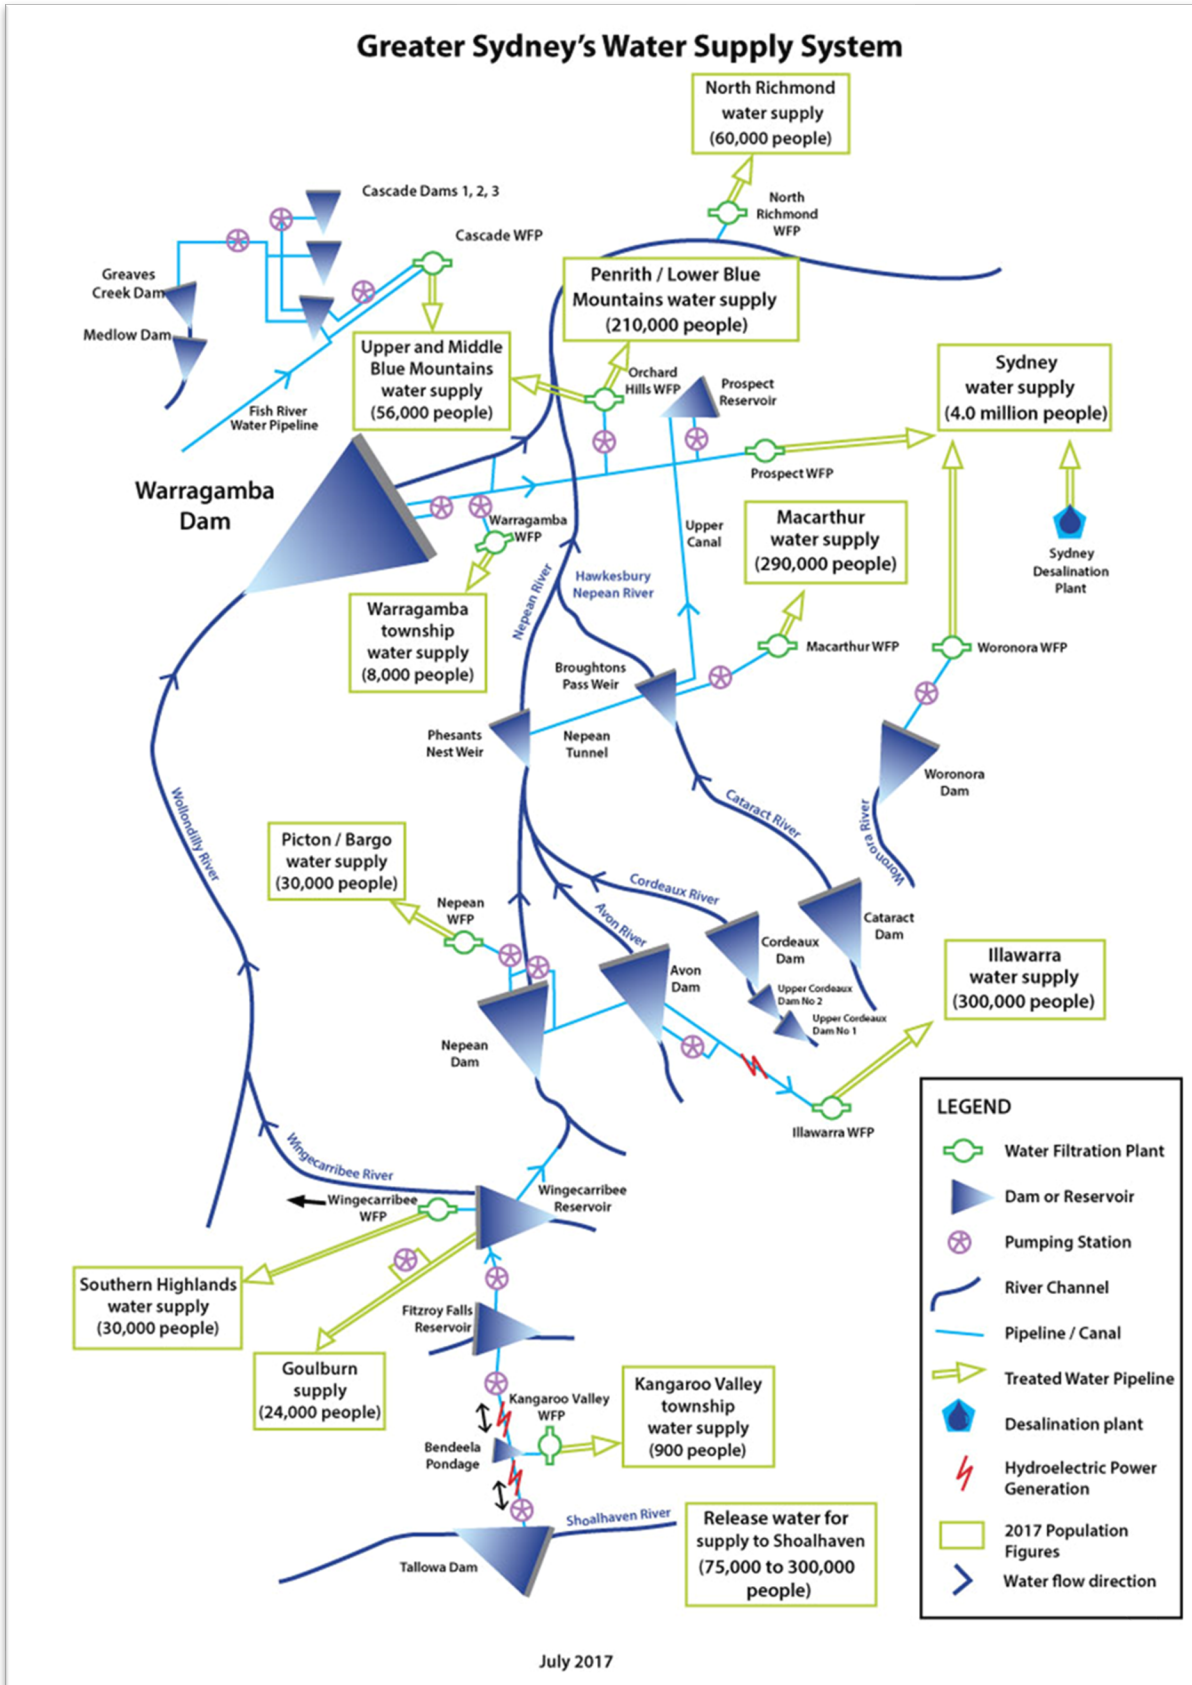 Greater Sydney's Water Supply System
North Richmond
water supply
(60,000 people)
North
Richmond
WFP
Cascade Dams 1, 2, 3
Cascade WFP
Greaves
Creek Dam
Medlow Dam
Penrith / Lower Blue
Mountains water supply
(210,000 people)
Upper and Middle
Blue Mountains
water supply
(56,000 people)
Orchard
Hills WFP
Prospect
Reservoir
Sydney
water supply
(4.0 million people)
Fish River
Water Pipeline
Prospect WFP
Warragamba
Dam
Warragamba
WFP
Upper
Canal
Macarthur
water supply
(290,000 people)
Sydney
Desalination
Plant
Warragamba
township
water supply
(8,000 people)
Nepean River
Hawkesbury
Nepean River
Macarthur WFP
Woronora WFP
Broughtons
Pass Weir
Phesants
Nest Weir
Nepean
Tunnel
Woronora
Dam
Woronora River
Wollondilly River
Cataract River
Picton / Bargo
water supply
(30,000 people)
Nepean
WFP
Cordeaux River
Avon River
Cataract
Dam
Cordeaux
Dam
Avon
Dam
Upper Cordeaux
Dam No 2
Upper Cordeaux
Dam No 1
Illawarra
water supply
(300,000 people)
Nepean
Dam
Illawarra WFP
Wingecarribee River
Wingecarribee
WFP
Wingecarribee
Reservoir
Southern Highlands
water supply
(30,000 people)
Fitzroy Falls
Reservoir
Goulburn
supply
(24,000 people)
Kangaroo Valley
WFP
Kangaroo Valley
township
water supply
(900 people)
Bendeela
Pondage
Shoalhaven River
Tallowa Dam
Release water for
supply to Shoalhaven
(75,000 to 300,000
people)
LEGEND
Water Filtration Plant
Dam or Reservoir
Pumping Station
River Channel
Pipeline / Canal
Treated Water Pipeline
Desalination plant
Hydroelectric Power
Generation
2017 Population
Figures
Water flow direction
July 2017